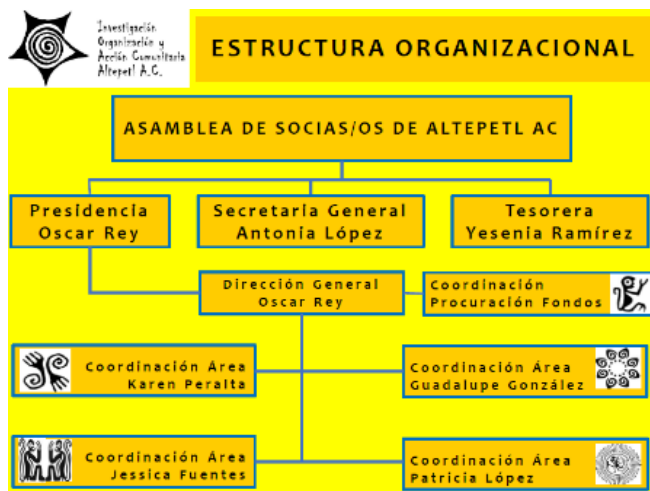 Investigación
Organización y
Acción Comunitaria
Altepetl A.C.
ESTRUCTURA ORGANIZACIONAL
ASAMBLEA DE SOCIAS/OS DE ALTEPETL AC
Presidencia
Oscar Rey
Secretaria General
Antonia López
Tesorera
Yesenia Ramírez
Dirección General
Oscar Rey
Coordinación
Procuración Fondos
Coordinación Área
Karen Peralta
Coordinación Área
Guadalupe González
Coordinación Área
Jessica Fuentes
Coordinación Área
Patricia López